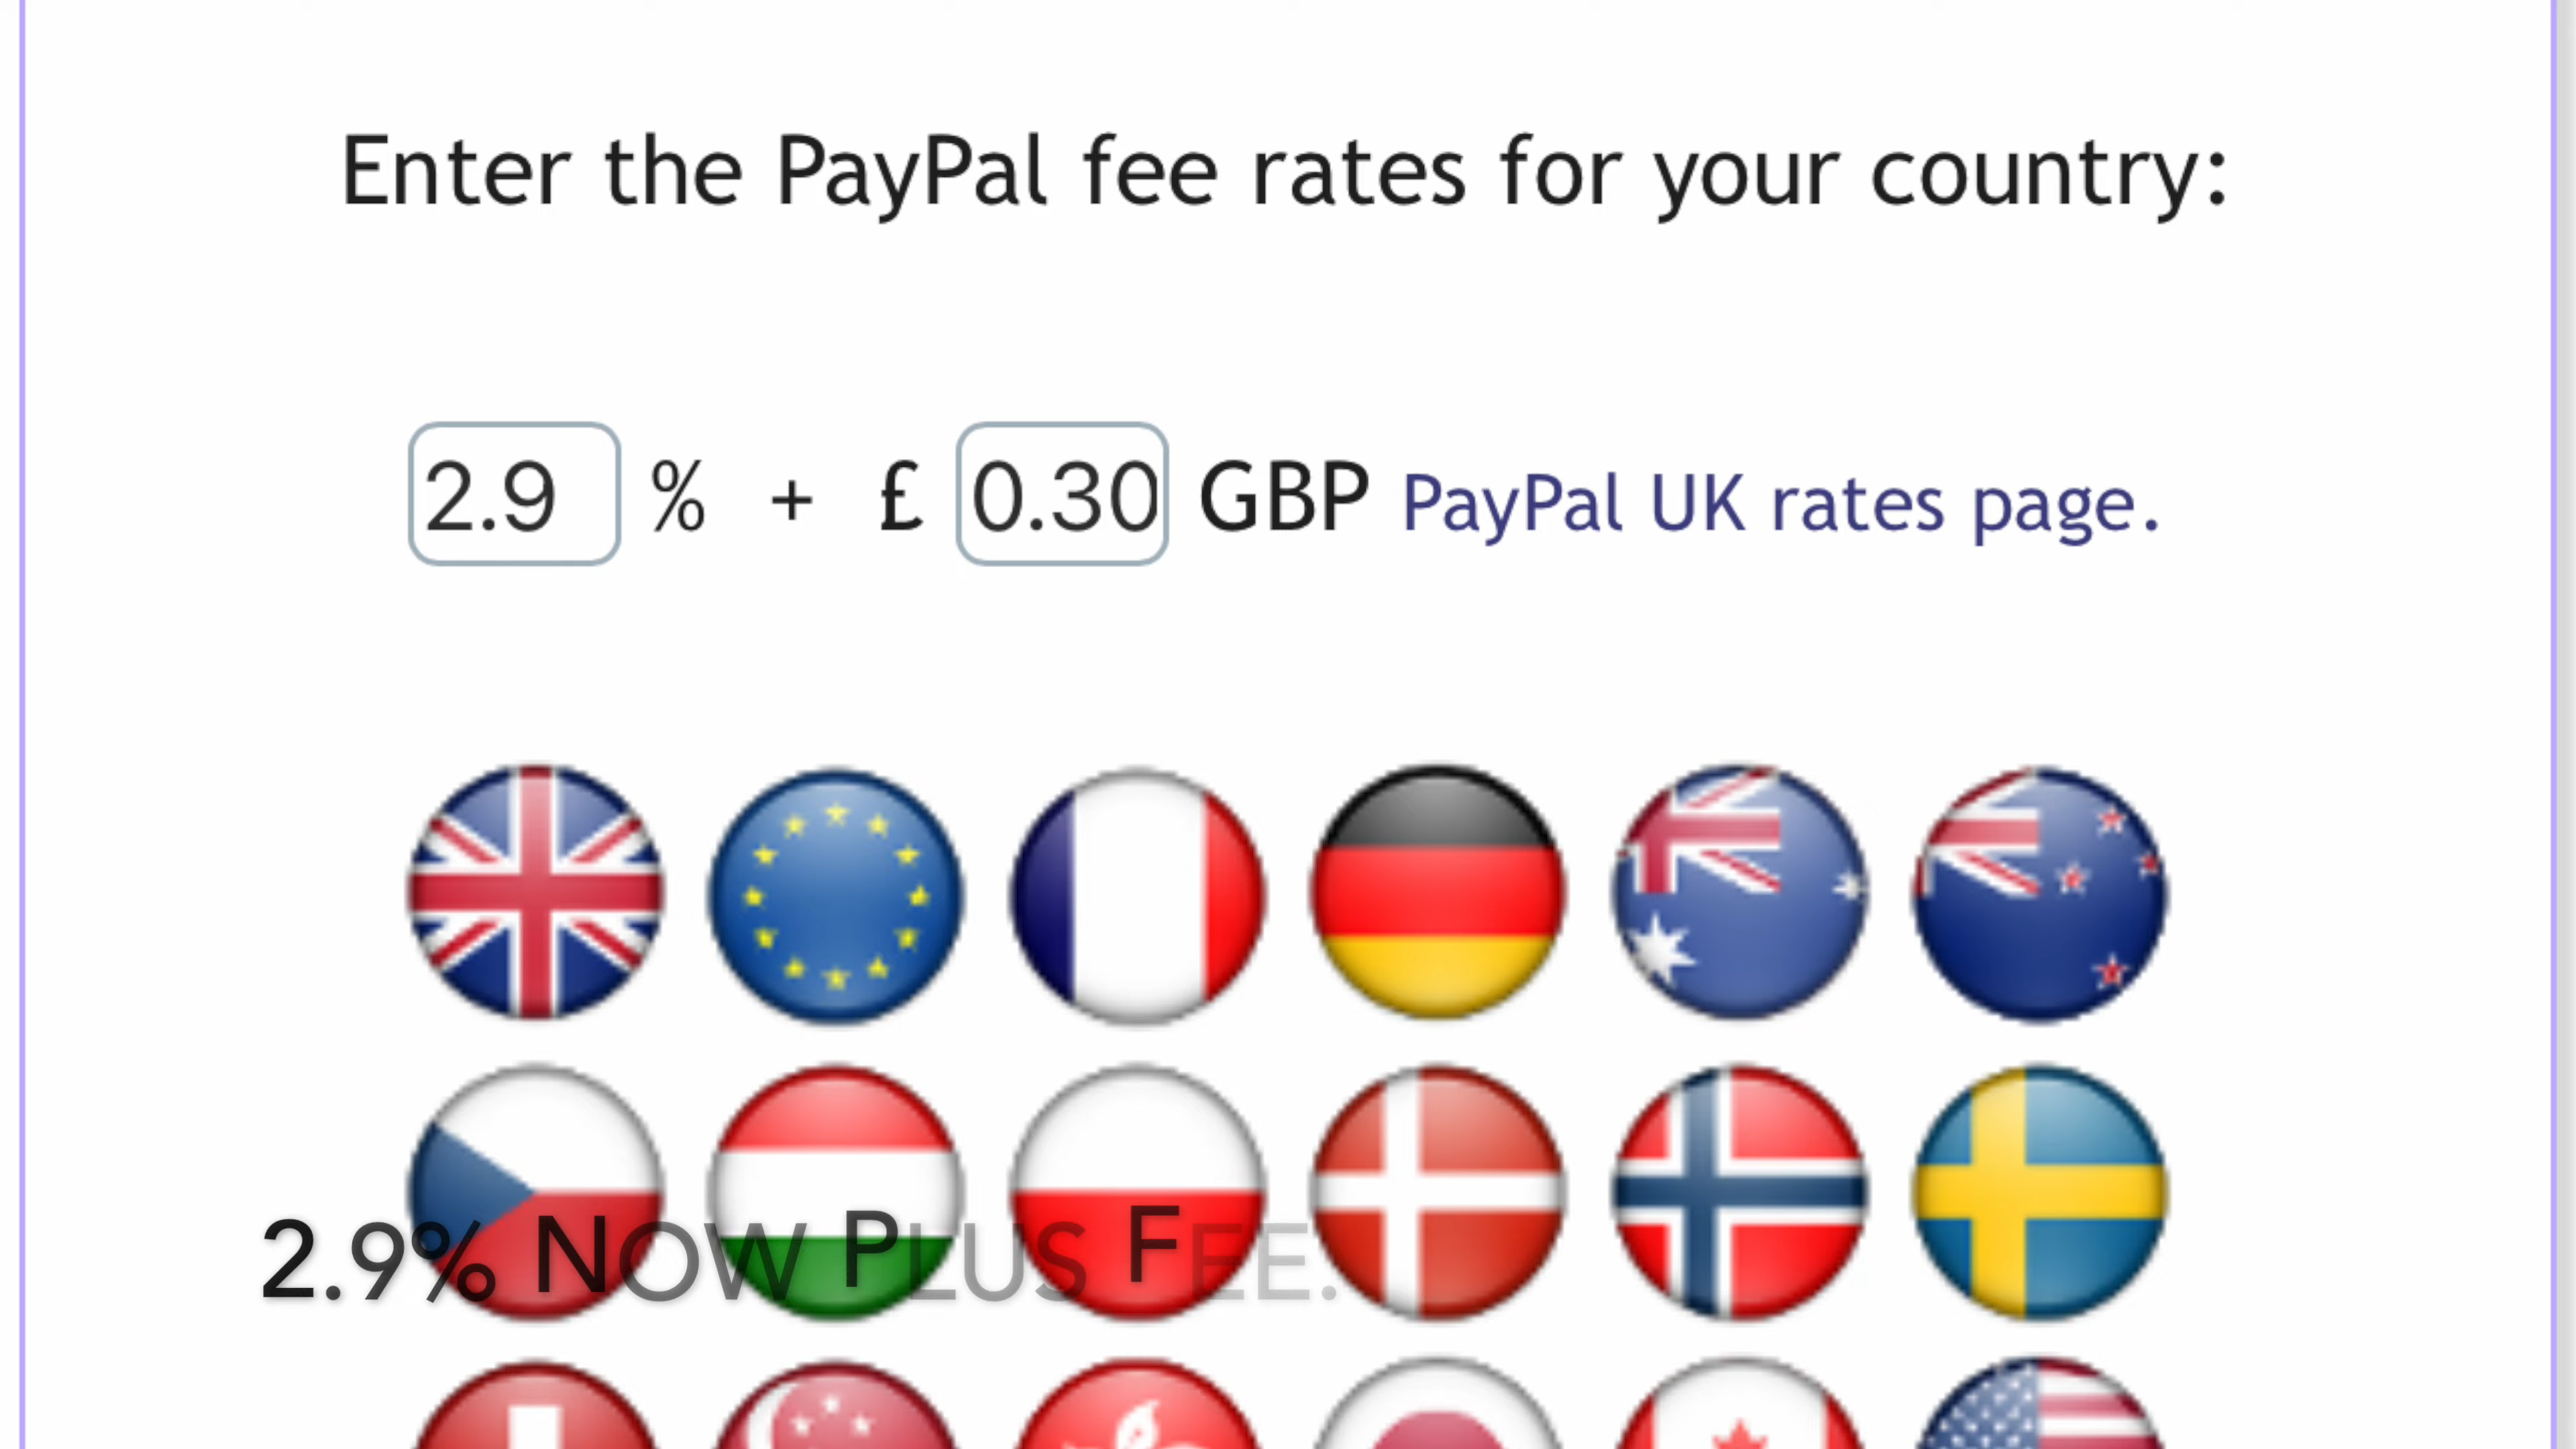 Enter the PayPal fee rates for your country:
2.9 % + £ 0.30 GBP PayPal UK rates page.
2.9% NOW PLUS FEE.